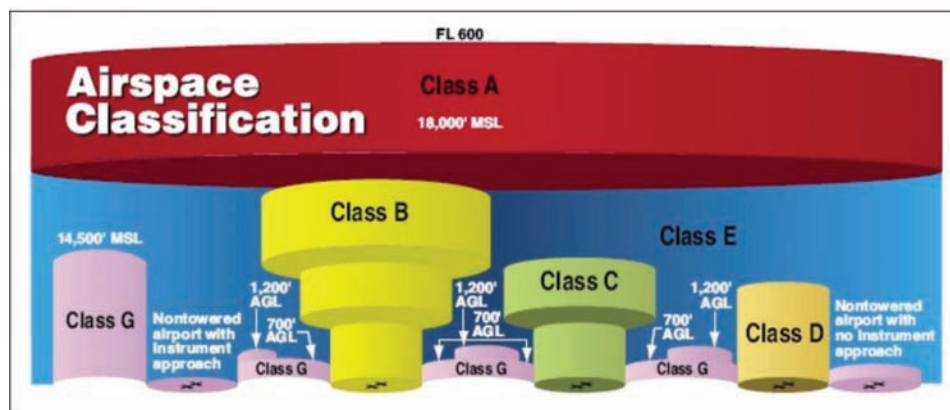 FL 600
Airspace
Classification
Class A
18,000' MSL
Class B
14,500' MSL
Class E
1,200'
AGL
1,200'
AGL
Class C
1,200'
AGL
Class G
Nontowered
airport with
Instrument
approach
700'
AGL
700'
AGL
700'
AGL
Class D
Nontowered
airport with
no Instrument
approach
Class G
Class G
Class G